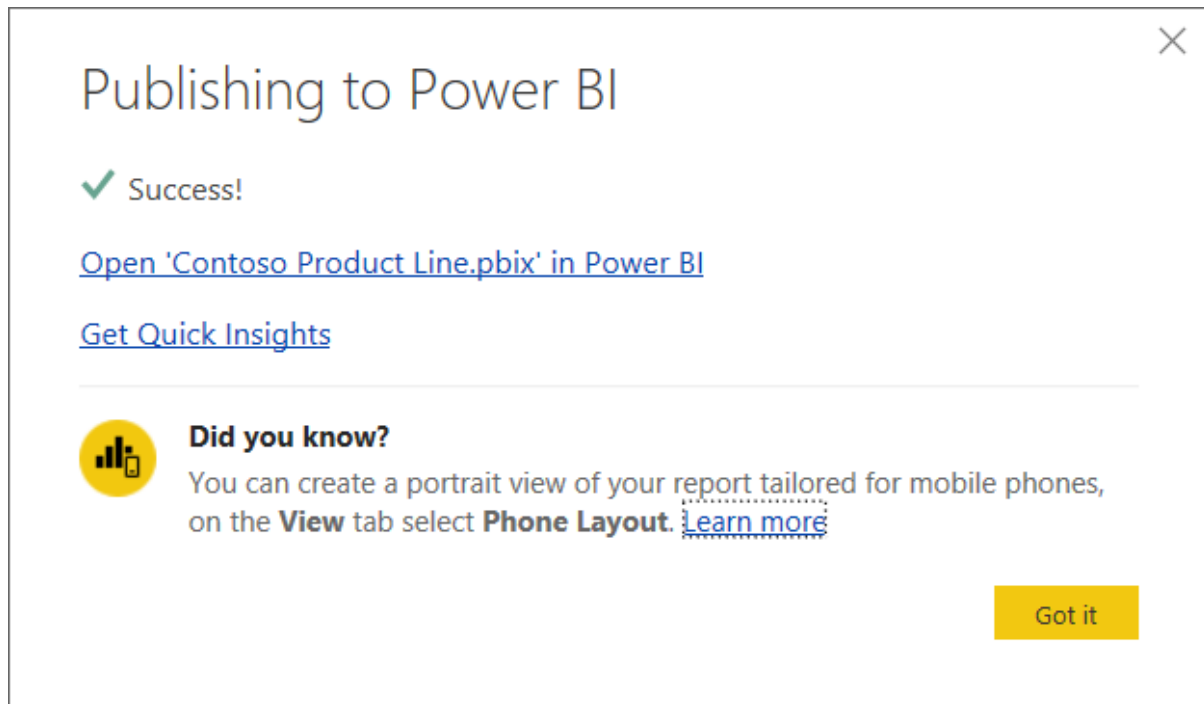 Publishing to Power BI
Success!
Open 'Contoso Product Line.pbix' in Power BI
Get Quick Insights
Did you know?
You can create a portrait view of your report tailored for mobile phones,
on the View tab select Phone Layout. Learn more
Got it